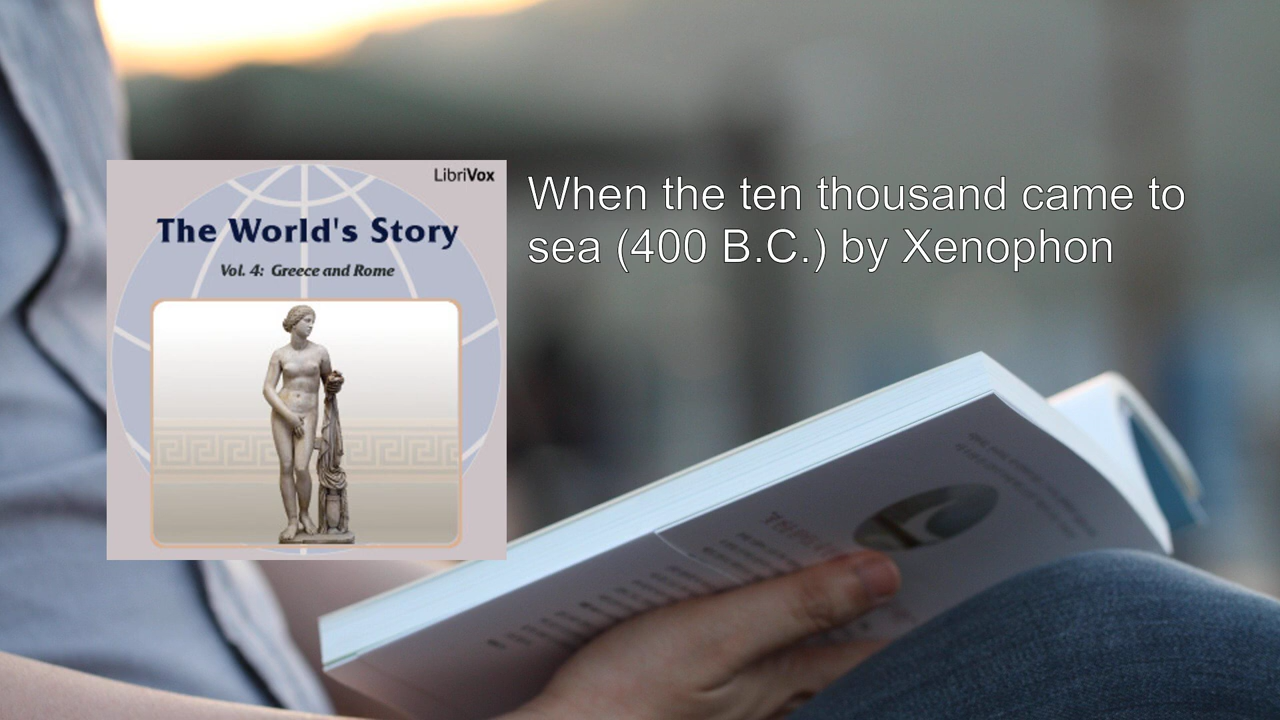 LibriVox
The World's Story
Vol. 4: Greece and Rome
When the ten thousand came to
sea (400 B.C.) by Xenophon